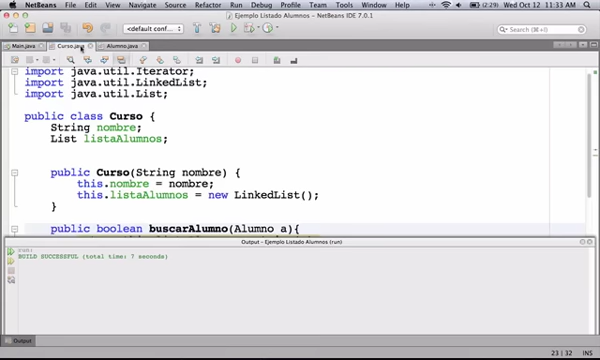 NetBeans File Edit View Navigate Source Refactor Run Debug Profile Team Tools Window Help (2:29) Wed Oct 12 11:33 AM
Ejemplo Listado Alumnos - NetBeans IDE 7.0.1
<default conf... Search (⌘+I)
Main.java Curso.java Alumno.java
import java.util.Iterator;
import java.util.LinkedList;
import java.util.List;
public class Curso {
String nombre;
List listaAlumnos;
public Curso(String nombre) {
this.nombre = nombre;
this.listaAlumnos = new LinkedList();
}
public boolean buscarAlumno(Alumno a){
Output - Ejemplo Listado Alumnos (run)
run:
BUILD SUCCESSFUL (total time: 7 seconds)
Output
23 | 32 INS